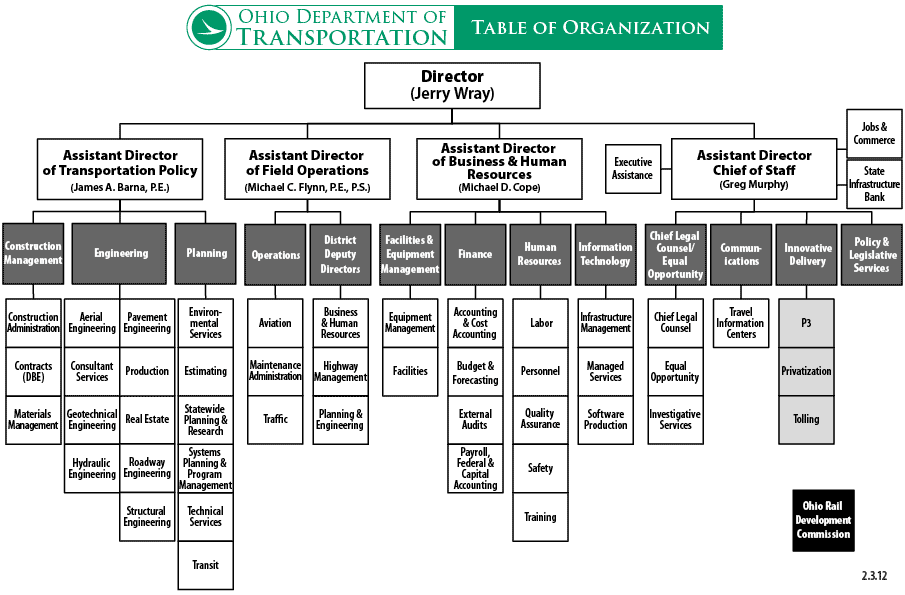 OHIO DEPARTMENT OF
TRANSPORTATION
TABLE OF ORGANIZATION
Director
(Jerry Wray)
Assistant Director
of Transportation Policy
(James A. Barna, P.E.)
Assistant Director
of Field Operations
(Michael C. Flynn, P.E., P.S.)
Assistant Director
of Business & Human
Resources
(Michael D. Cope)
Executive
Assistance
Assistant Director
Chief of Staff
(Greg Murphy)
Jobs &
Commerce
State
Infrastructure
Bank
Construction
Management
Engineering
Planning
Operations
District
Deputy
Directors
Facilities &
Equipment
Management
Finance
Human
Resources
Information
Technology
Chief Legal
Counsel/
Equal
Opportunity
Commun-
ications
Innovative
Delivery
Policy &
Legislative
Services
Construction
Administration
Contracts
(DBE)
Materials
Management
Aerial
Engineering
Consultant
Services
Geotechnical
Engineering
Hydraulic
Engineering
Pavement
Engineering
Production
Real Estate
Roadway
Engineering
Structural
Engineering
Environ-
mental
Services
Estimating
Statewide
Planning &
Research
Systems
Planning &
Program
Management
Technical
Services
Transit
Aviation
Maintenance
Administration
Traffic
Business
& Human
Resources
Highway
Management
Planning &
Engineering
Equipment
Management
Facilities
Accounting
& Cost
Accounting
Budget &
Forecasting
External
Audits
Payroll,
Federal &
Capital
Accounting
Labor
Personnel
Quality
Assurance
Safety
Training
Infrastructure
Management
Managed
Services
Software
Production
Chief Legal
Counsel
Equal
Opportunity
Investigative
Services
Travel
Information
Centers
P3
Privatization
Tolling
Ohio Rail
Development
Commission
2.3.12